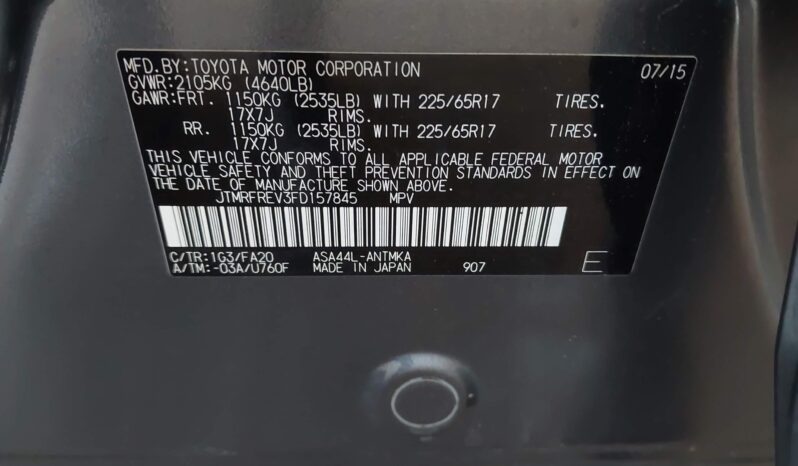 MFD.BY:TOYOTA MOTOR CORPORATION 07/15
GVWR:2105KG (4640LB)
GAWR:FRT. 1150KG (2535LB) WITH 225/65R17 TIRES.
17X7J RIMS.
RR. 1150KG (2535LB) WITH 225/65R17 TIRES.
17X7J RIMS.
THIS VEHICLE CONFORMS TO ALL APPLICABLE FEDERAL MOTOR
VEHICLE SAFETY AND THEFT PREVENTION STANDARDS IN EFFECT ON
THE DATE OF MANUFACTURE SHOWN ABOVE.
JTMRFREV3FD157845 MPV
C/TR:1G3/FA20 ASA44L-ANTMKA
A/TM:-03A/U760F MADE IN JAPAN 907 E